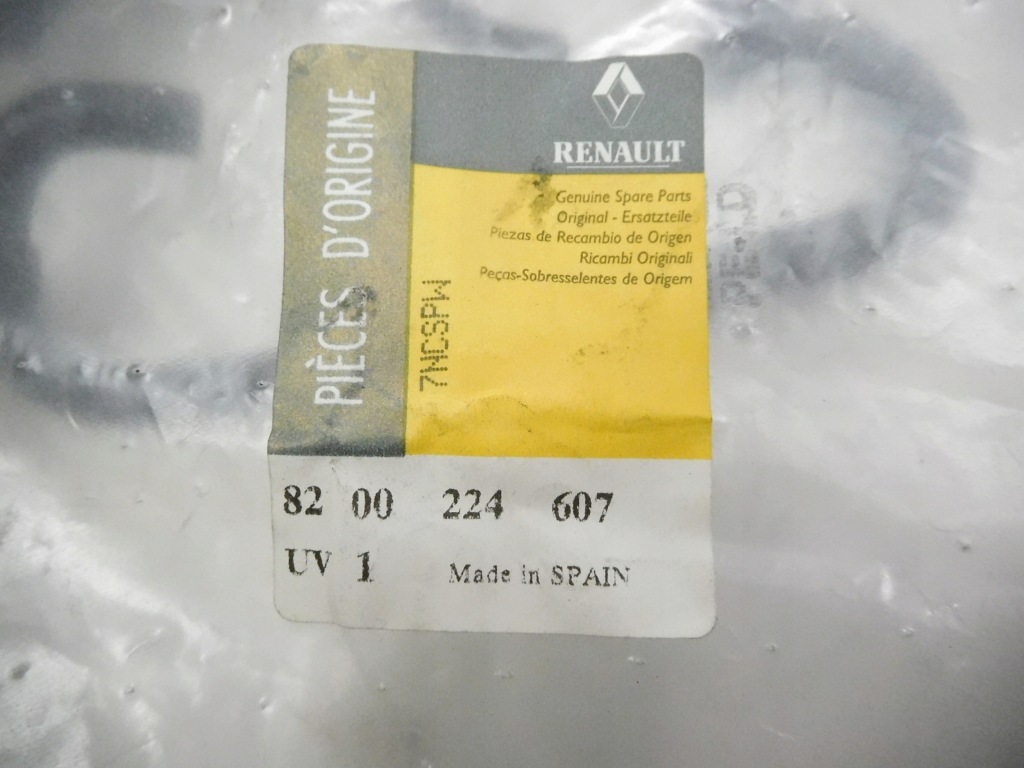 PIÈCES D'ORIGINE
RENAULT
Genuine Spare Parts
Original - Ersatzteile
Piezas de Recambio de Origen
Ricambi Originali
Peças-Sobresselentes de Origem
7WCSPW
82 00 224 607
UV 1 Made in SPAIN